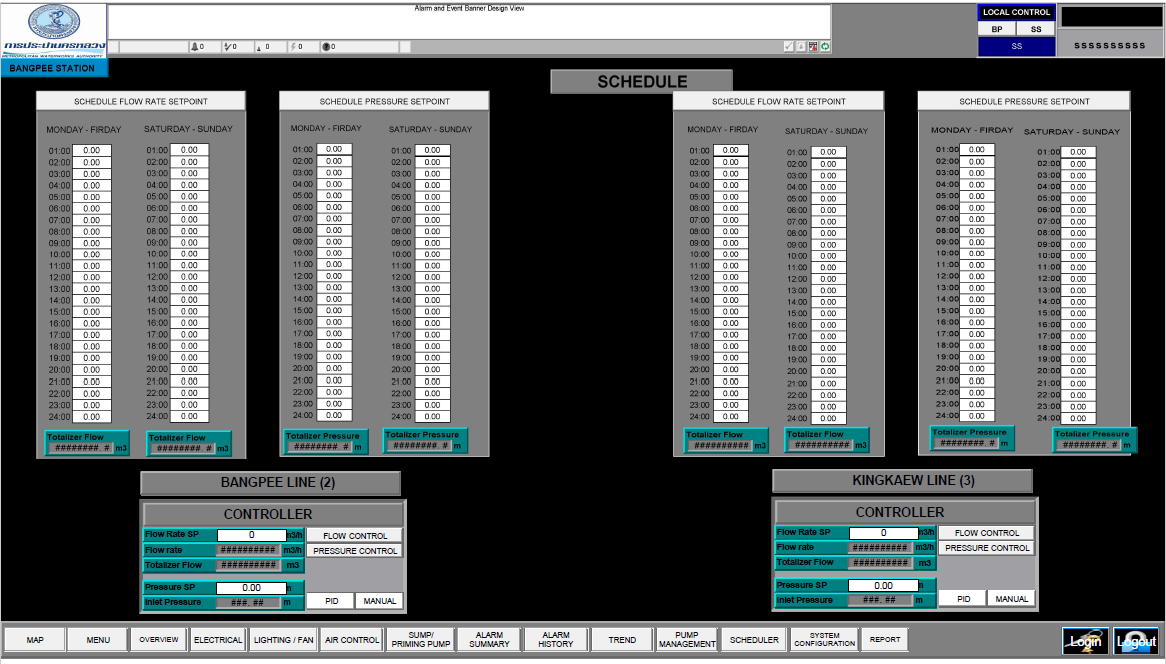 Alarm and Event Banner Design View
การประปานครหลวง
METROPOLITAN WATERWORKS AUTHORITY
BANGPEE STATION
0 0 0 0 0
LOCAL CONTROL
BP SS
SS
SSSSSSSSSS
SCHEDULE
SCHEDULE FLOW RATE SETPOINT
MONDAY - FIRDAY SATURDAY - SUNDAY
01:00 0.00 01:00 0.00
02:00 0.00 02:00 0.00
03:00 0.00 03:00 0.00
04:00 0.00 04:00 0.00
05:00 0.00 05:00 0.00
06:00 0.00 06:00 0.00
07:00 0.00 07:00 0.00
08:00 0.00 08:00 0.00
09:00 0.00 09:00 0.00
10:00 0.00 10:00 0.00
11:00 0.00 11:00 0.00
12:00 0.00 12:00 0.00
13:00 0.00 13:00 0.00
14:00 0.00 14:00 0.00
15:00 0.00 15:00 0.00
16:00 0.00 16:00 0.00
17:00 0.00 17:00 0.00
18:00 0.00 18:00 0.00
19:00 0.00 19:00 0.00
20:00 0.00 20:00 0.00
21:00 0.00 21:00 0.00
22:00 0.00 22:00 0.00
23:00 0.00 23:00 0.00
24:00 0.00 24:00 0.00
Totalizer Flow Totalizer Flow
########.# m3 ########.# m3
SCHEDULE PRESSURE SETPOINT
MONDAY - FIRDAY SATURDAY - SUNDAY
01:00 0.00 01:00 0.00
02:00 0.00 02:00 0.00
03:00 0.00 03:00 0.00
04:00 0.00 04:00 0.00
05:00 0.00 05:00 0.00
06:00 0.00 06:00 0.00
07:00 0.00 07:00 0.00
08:00 0.00 08:00 0.00
09:00 0.00 09:00 0.00
10:00 0.00 10:00 0.00
11:00 0.00 11:00 0.00
12:00 0.00 12:00 0.00
13:00 0.00 13:00 0.00
14:00 0.00 14:00 0.00
15:00 0.00 15:00 0.00
16:00 0.00 16:00 0.00
17:00 0.00 17:00 0.00
18:00 0.00 18:00 0.00
19:00 0.00 19:00 0.00
20:00 0.00 20:00 0.00
21:00 0.00 21:00 0.00
22:00 0.00 22:00 0.00
23:00 0.00 23:00 0.00
24:00 0.00 24:00 0.00
Totalizer Pressure Totalizer Pressure
########.# m ########.# m
SCHEDULE FLOW RATE SETPOINT
MONDAY - FIRDAY SATURDAY - SUNDAY
01:00 0.00 01:00 0.00
02:00 0.00 02:00 0.00
03:00 0.00 03:00 0.00
04:00 0.00 04:00 0.00
05:00 0.00 05:00 0.00
06:00 0.00 06:00 0.00
07:00 0.00 07:00 0.00
08:00 0.00 08:00 0.00
09:00 0.00 09:00 0.00
10:00 0.00 10:00 0.00
11:00 0.00 11:00 0.00
12:00 0.00 12:00 0.00
13:00 0.00 13:00 0.00
14:00 0.00 14:00 0.00
15:00 0.00 15:00 0.00
16:00 0.00 16:00 0.00
17:00 0.00 17:00 0.00
18:00 0.00 18:00 0.00
19:00 0.00 19:00 0.00
20:00 0.00 20:00 0.00
21:00 0.00 21:00 0.00
22:00 0.00 22:00 0.00
23:00 0.00 23:00 0.00
24:00 0.00 24:00 0.00
Totalizer Flow Totalizer Flow
########## m3 ########## m3
SCHEDULE PRESSURE SETPOINT
MONDAY - FIRDAY SATURDAY - SUNDAY
01:00 0.00 01:00 0.00
02:00 0.00 02:00 0.00
03:00 0.00 03:00 0.00
04:00 0.00 04:00 0.00
05:00 0.00 05:00 0.00
06:00 0.00 06:00 0.00
07:00 0.00 07:00 0.00
08:00 0.00 08:00 0.00
09:00 0.00 09:00 0.00
10:00 0.00 10:00 0.00
11:00 0.00 11:00 0.00
12:00 0.00 12:00 0.00
13:00 0.00 13:00 0.00
14:00 0.00 14:00 0.00
15:00 0.00 15:00 0.00
16:00 0.00 16:00 0.00
17:00 0.00 17:00 0.00
18:00 0.00 18:00 0.00
19:00 0.00 19:00 0.00
20:00 0.00 20:00 0.00
21:00 0.00 21:00 0.00
22:00 0.00 22:00 0.00
23:00 0.00 23:00 0.00
24:00 0.00 24:00 0.00
Totalizer Pressure Totalizer Pressure
########.# m ########.# m
BANGPEE LINE (2)
CONTROLLER
Flow Rate SP 0 m3/h FLOW CONTROL
Flow rate ########## m3/h PRESSURE CONTROL
Totalizer Flow ########## m3
Pressure SP 0.00 m
Inlet Pressure ###.## m PID MANUAL
KINGKAEW LINE (3)
CONTROLLER
Flow Rate SP 0 m3/h FLOW CONTROL
Flow rate ########## m3/h PRESSURE CONTROL
Totalizer Flow ########## m3
Pressure SP 0.00 m
Inlet Pressure ###.## m PID MANUAL
MAP
MENU
OVERVIEW
ELECTRICAL
LIGHTING / FAN
AIR CONTROL
SUMP/
PRIMING PUMP
ALARM
SUMMARY
ALARM
HISTORY
TREND
PUMP
MANAGEMENT
SCHEDULER
SYSTEM
CONFIGURATION
REPORT
Login
Logout